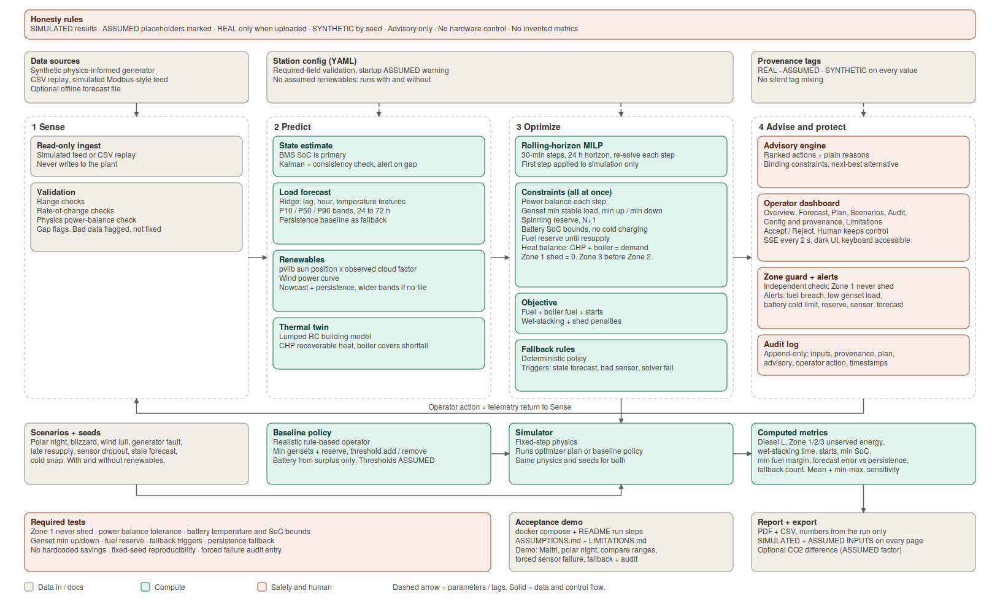 Honesty rules
SIMULATED results · ASSUMED placeholders marked · REAL only when uploaded · SYNTHETIC by seed · Advisory only · No hardware control · No invented metrics
Data sources
Synthetic physics-informed generator
CSV replay, simulated Modbus-style feed
Optional offline forecast file
Station config (YAML)
Required-field validation, startup ASSUMED warning
No assumed renewables: runs with and without
Provenance tags
REAL · ASSUMED · SYNTHETIC on every value
No silent tag mixing
1 Sense
Read-only ingest
Simulated feed or CSV replay
Never writes to the plant
Validation
Range checks
Rate-of-change checks
Physics power-balance check
Gap flags. Bad data flagged, not fixed
2 Predict
State estimate
BMS SoC is primary
Kalman = consistency check, alert on gap
Load forecast
Ridge: lag, hour, temperature features
P10 / P50 / P90 bands, 24 to 72 h
Persistence baseline as fallback
Renewables
pvlib sun position x observed cloud factor
Wind power curve
Nowcast + persistence, wider bands if no file
Thermal twin
Lumped RC building model
CHP recoverable heat, boiler covers shortfall
3 Optimize
Rolling-horizon MILP
30-min steps, 24 h horizon, re-solve each step
First step applied to simulation only
Constraints (all at once)
Power balance each step
Genset min stable load, min up / min down
Spinning reserve, N+1
Battery SoC bounds, no cold charging
Fuel reserve until resupply
Heat balance: CHP + boiler = demand
Zone 1 shed = 0. Zone 3 before Zone 2
Objective
Fuel + boiler fuel + starts
Wet-stacking + shed penalties
Fallback rules
Deterministic policy
Triggers: stale forecast, bad sensor, solver fail
4 Advise and protect
Advisory engine
Ranked actions + plain reasons
Binding constraints, next-best alternative
Operator dashboard
Overview, Forecast, Plan, Scenarios, Audit,
Config and provenance, Limitations
Accept / Reject. Human keeps control
SSE every 2 s, dark UI, keyboard accessible
Zone guard + alerts
Independent check: Zone 1 never shed
Alerts: fuel breach, low genset load,
battery cold limit, reserve, sensor, forecast
Audit log
Append-only: inputs, provenance, plan,
advisory, operator action, timestamps
Operator action + telemetry return to Sense
Scenarios + seeds
Polar night, blizzard, wind lull, generator fault,
late resupply, sensor dropout, stale forecast,
cold snap. With and without renewables.
Baseline policy
Realistic rule-based operator
Min gensets + reserve, threshold add / remove
Battery from surplus only. Thresholds ASSUMED
Simulator
Fixed-step physics
Runs optimizer plan or baseline policy
Same physics and seeds for both
Computed metrics
Diesel L, Zone 1/2/3 unserved energy,
wet-stacking time, starts, min SoC,
min fuel margin, forecast error vs persistence,
fallback count. Mean + min-max, sensitivity
Required tests
Zone 1 never shed · power balance tolerance · battery temperature and SoC bounds
Genset min up/down · fuel reserve · fallback triggers · persistence fallback
No hardcoded savings · fixed-seed reproducibility · forced failure audit entry
Acceptance demo
docker compose + README run steps
ASSUMPTIONS.md + LIMITATIONS.md
Demo: Maitri, polar night, compare ranges,
forced sensor failure, fallback + audit
Report + export
PDF + CSV, numbers from the run only
SIMULATED + ASSUMED INPUTS on every page
Optional CO2 difference (ASSUMED factor)
Data in / docs
Compute
Safety and human
Dashed arrow = parameters / tags. Solid = data and control flow.